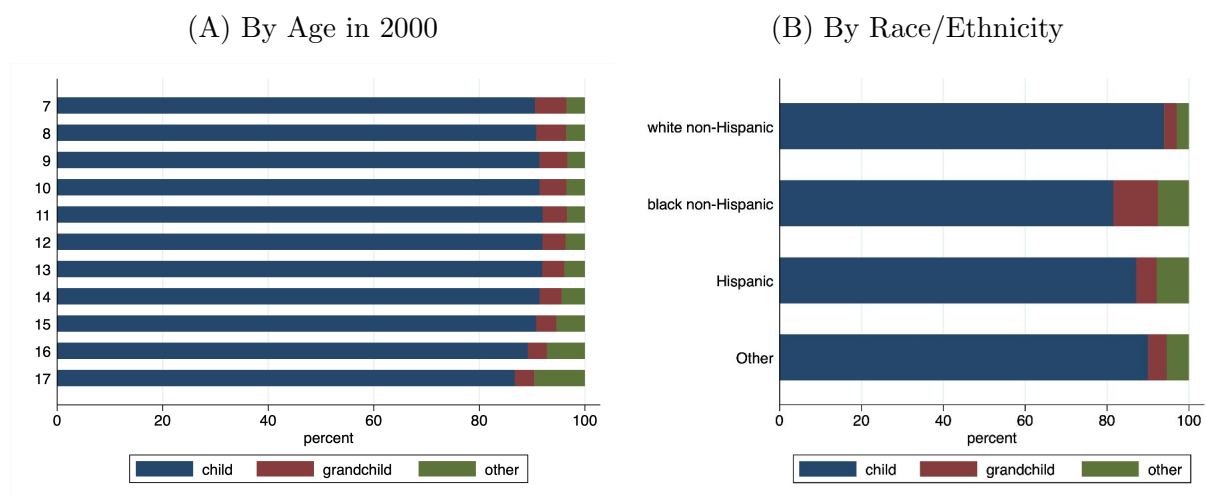 (A) By Age in 2000
7
8
9
10
11
12
13
14
15
16
17
0 20 40 60 80 100
percent
child grandchild other
(B) By Race/Ethnicity
white non-Hispanic
black non-Hispanic
Hispanic
Other
0 20 40 60 80 100
percent
child grandchild other